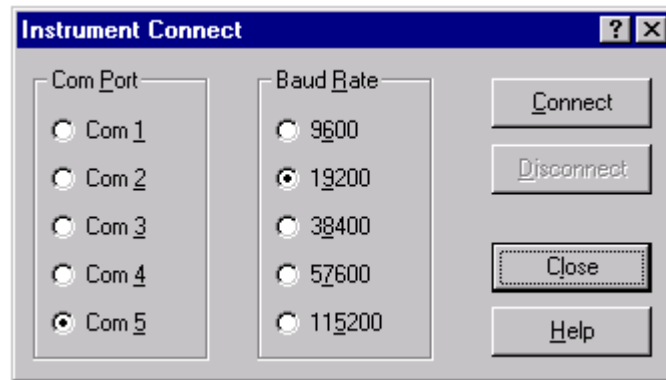 Instrument Connect
Com Port
Com 1
Com 2
Com 3
Com 4
Com 5
Baud Rate
9600
19200
38400
57600
115200
Connect
Disconnect
Close
Help